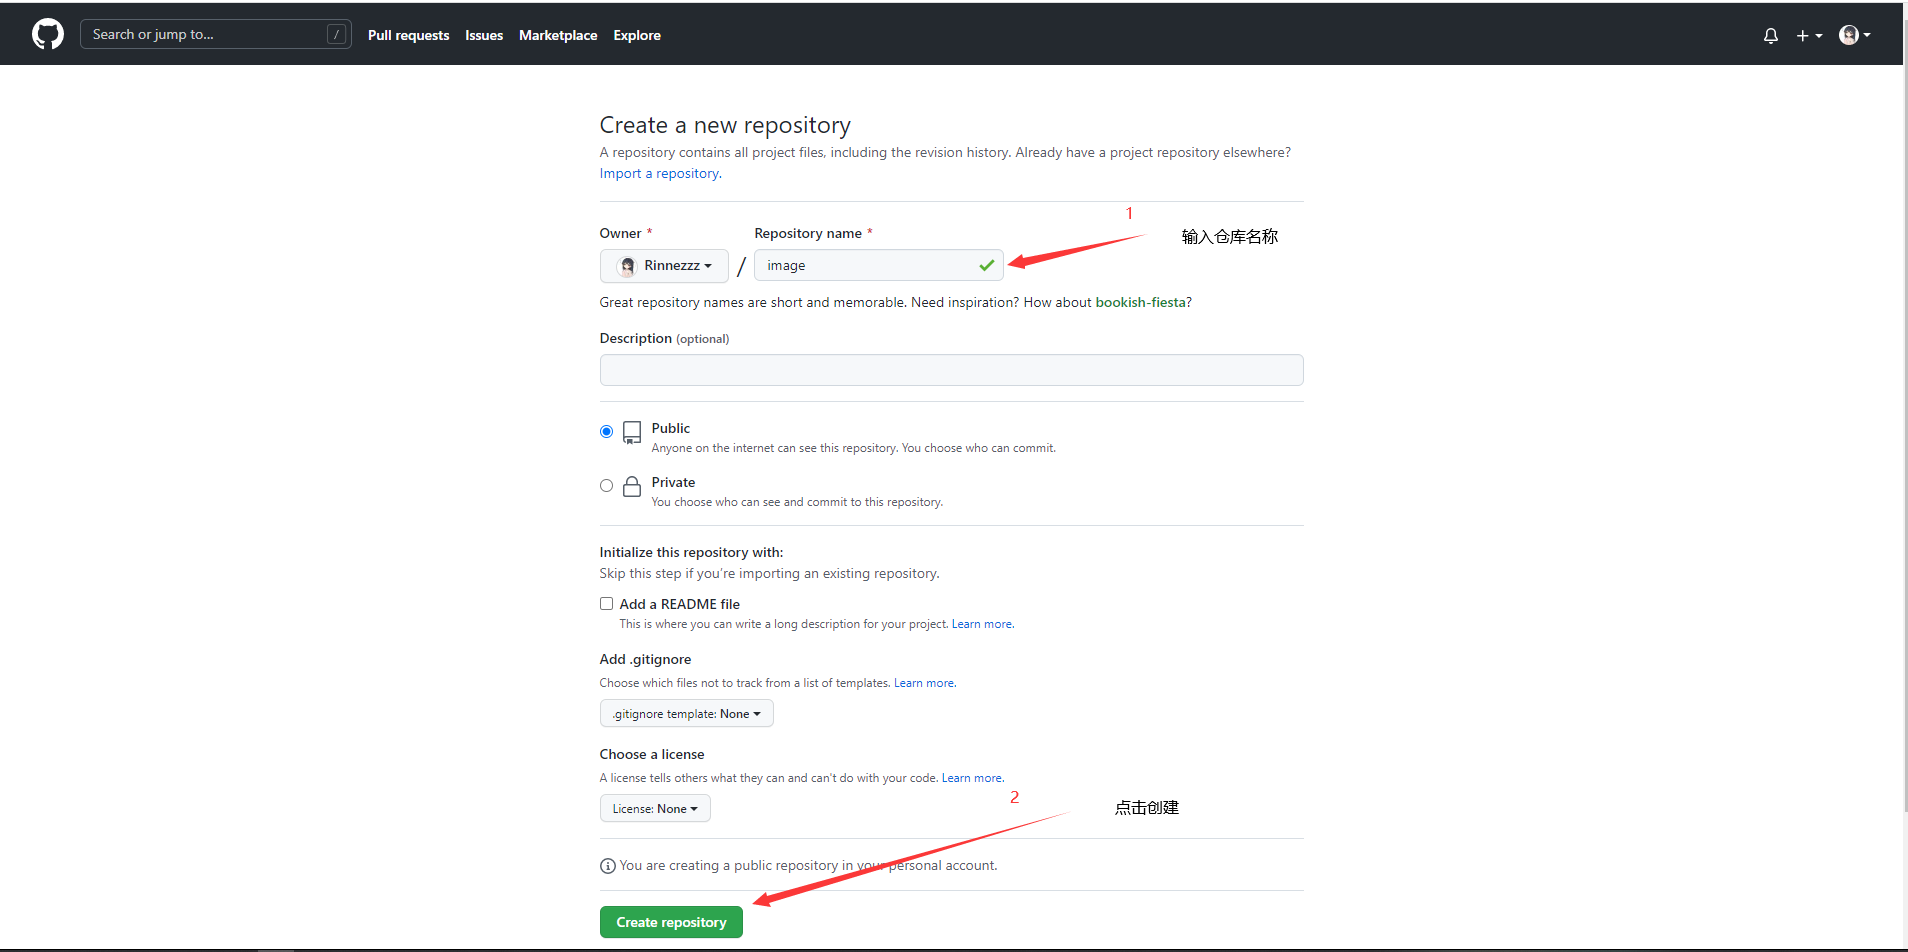 Search or jump to...
/
Pull requests
Issues
Marketplace
Explore
Create a new repository
A repository contains all project files, including the revision history. Already have a project repository elsewhere?
Import a repository.
1
输入仓库名称
Owner *
Repository name *
Rinnezzz
/
image
Great repository names are short and memorable. Need inspiration? How about bookish-fiesta?
Description (optional)
Public
Anyone on the internet can see this repository. You choose who can commit.
Private
You choose who can see and commit to this repository.
Initialize this repository with:
Skip this step if you're importing an existing repository.
Add a README file
This is where you can write a long description for your project. Learn more.
Add .gitignore
Choose which files not to track from a list of templates. Learn more.
.gitignore template: None
Choose a license
A license tells others what they can and can't do with your code. Learn more.
License: None
2
点击创建
You are creating a public repository in your personal account.
Create repository